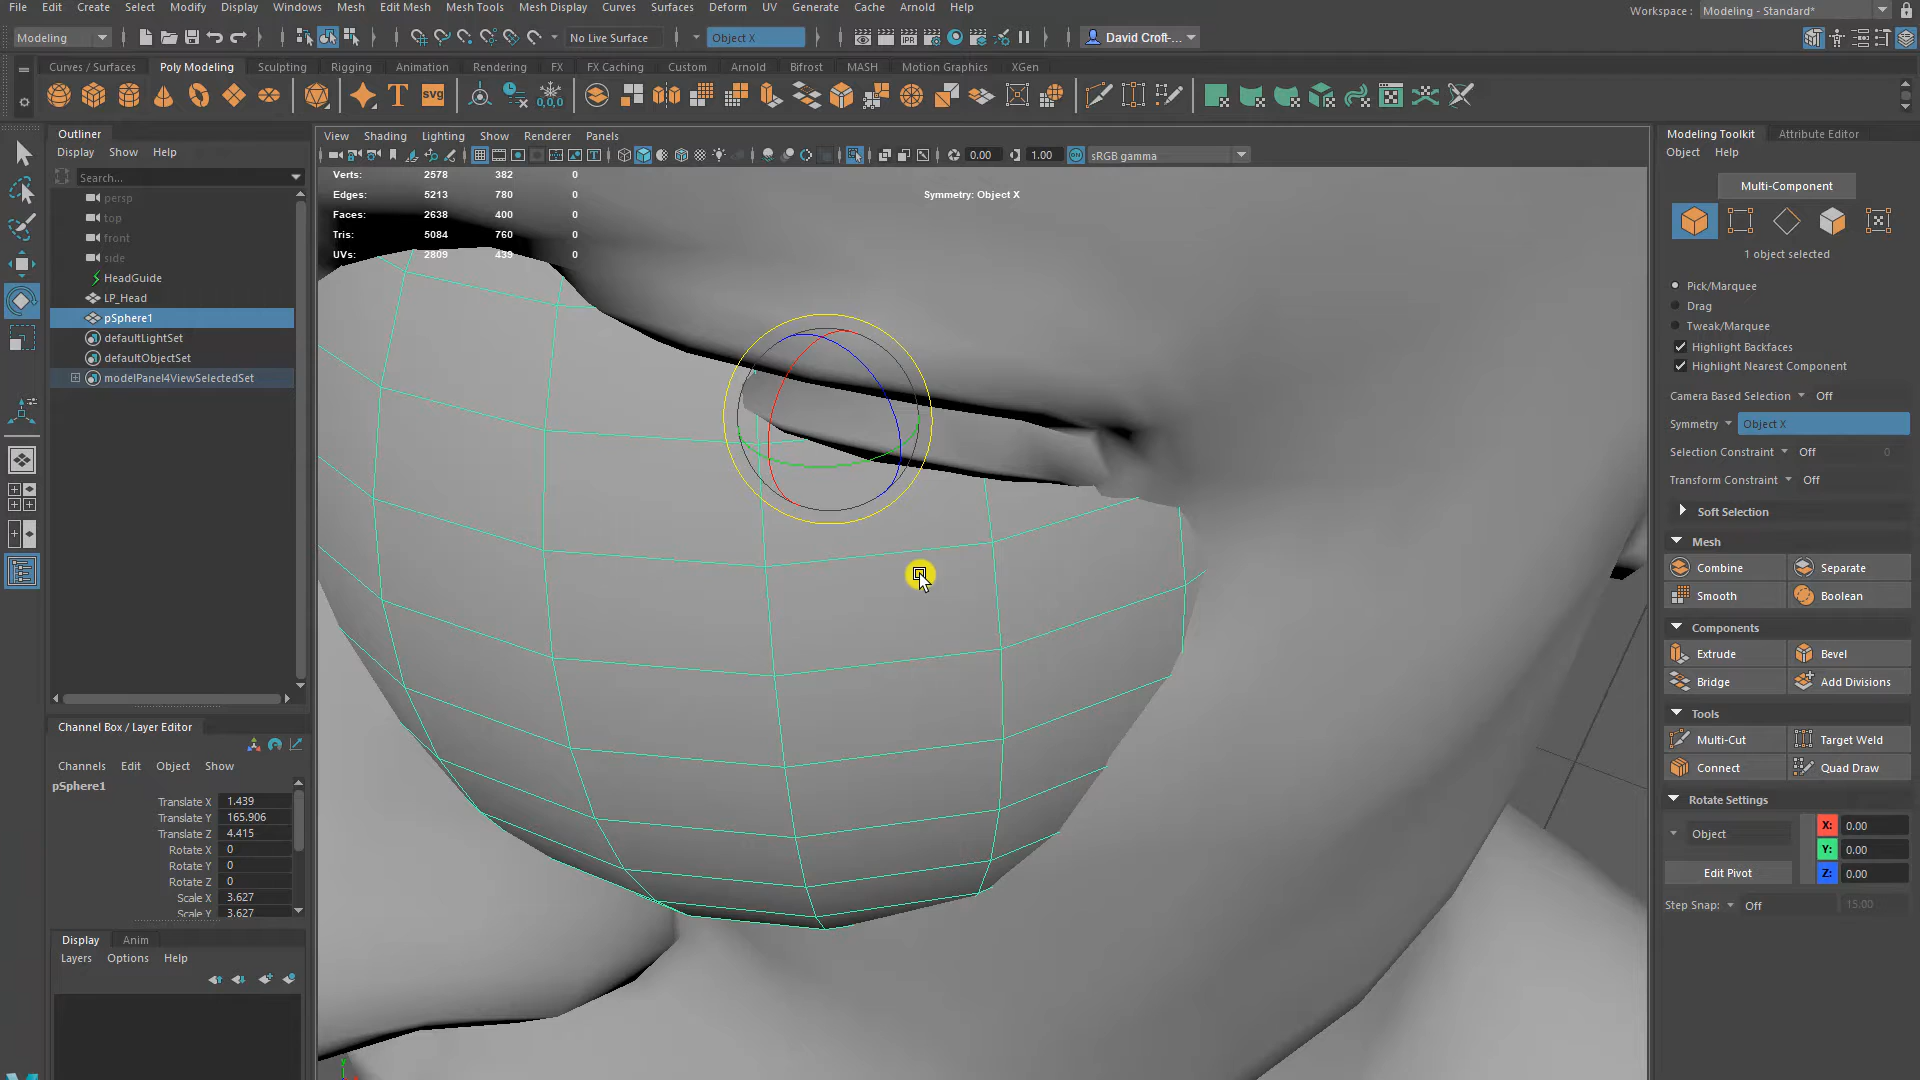 File Edit Create Select Modify Display Windows Mesh Edit Mesh Mesh Tools Mesh Display Curves Surfaces Deform UV Generate Cache Arnold Help
Workspace : Modeling - Standard*
Modeling No Live Surface Object X David Croft-...
Curves / Surfaces Poly Modeling Sculpting Rigging Animation Rendering FX FX Caching Custom Arnold Bifrost MASH Motion Graphics XGen
T svg 0,0,0
Outliner
Display Show Help
Search...
persp
top
front
side
HeadGuide
LP_Head
pSphere1
defaultLightSet
defaultObjectSet
modelPanel4ViewSelectedSet
View Shading Lighting Show Renderer Panels
IPR
0.00 1.00 sRGB gamma
Verts: 2578 382 0
Edges: 5213 780 0
Faces: 2638 400 0
Tris: 5084 760 0
UVs: 2809 439 0
Symmetry: Object X
Modeling Toolkit Attribute Editor
Object Help
Multi-Component
1 object selected
Pick/Marquee
Drag
Tweak/Marquee
Highlight Backfaces
Highlight Nearest Component
Camera Based Selection Off
Symmetry Object X
Selection Constraint Off 0
Transform Constraint Off
Soft Selection
Mesh
Combine Separate
Smooth Boolean
Components
Extrude Bevel
Bridge Add Divisions
Tools
Multi-Cut Target Weld
Connect Quad Draw
Rotate Settings
Object X: 0.00
Y: 0.00
Edit Pivot Z: 0.00
Step Snap: Off 15.00
Channel Box / Layer Editor
Channels Edit Object Show
pSphere1
Translate X 1.439
Translate Y 165.906
Translate Z 4.415
Rotate X 0
Rotate Y 0
Rotate Z 0
Scale X 3.627
Scale Y 3.627
Display Anim
Layers Options Help
y